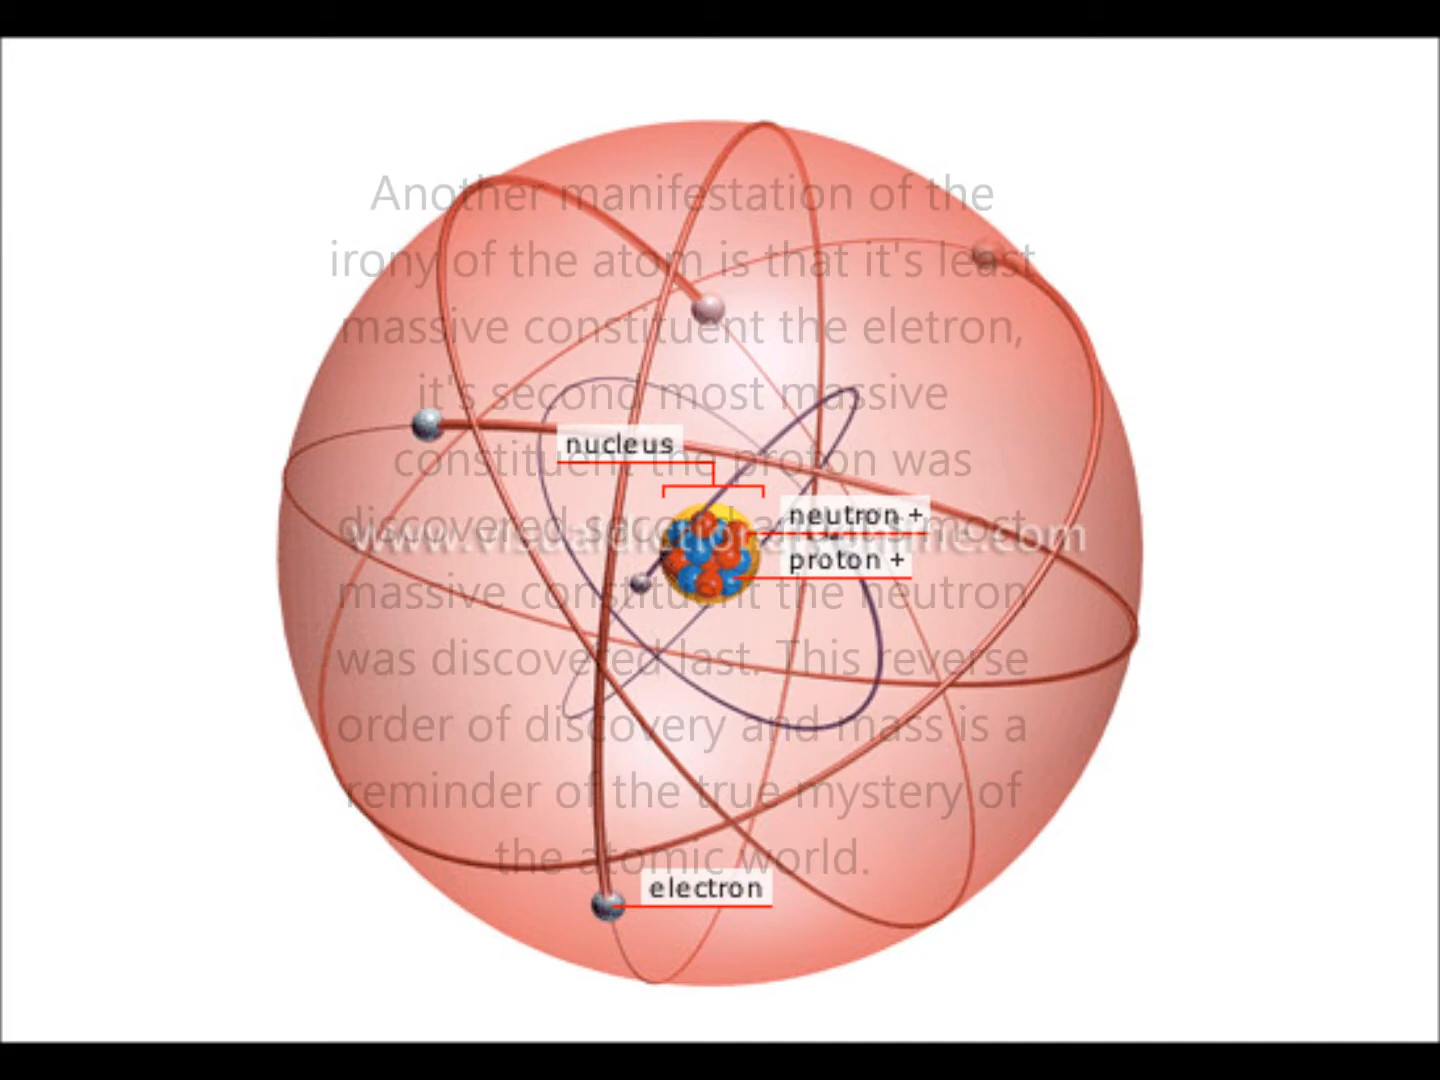 Another manifestation of the
irony of the atom is that it's least
massive constituent the eletron,
it's second most massive
nucleus
constituent the proton was
neutron +
discovered second and it's most
proton +
massive constituent the neutron
was discovered last. This reverse
order of discovery and mass is a
reminder of the true mystery of
the atomic world.
electron